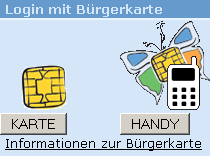 Login mit Bürgerkarte
KARTE HANDY
Informationen zur Bürgerkarte